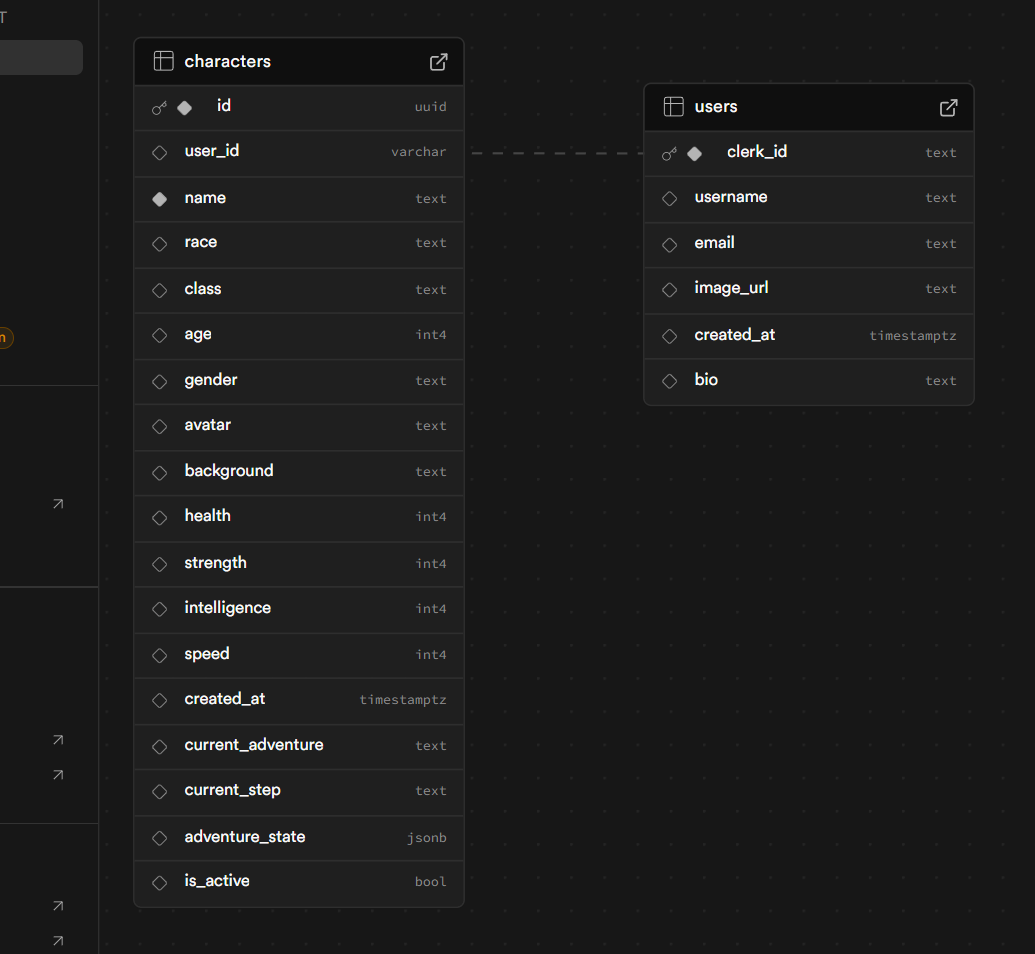 T
n
characters
id uuid
user_id varchar
name text
race text
class text
age int4
gender text
avatar text
background text
health int4
strength int4
intelligence int4
speed int4
created_at timestamptz
current_adventure text
current_step text
adventure_state jsonb
is_active bool
users
clerk_id text
username text
email text
image_url text
created_at timestamptz
bio text